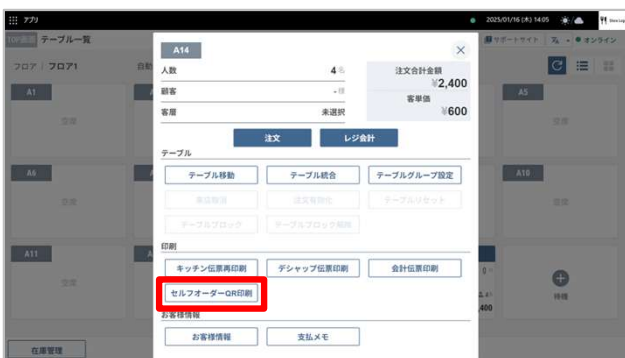 アプリ
2025/01/16 (木) 14:05
TOP画面 テーブル一覧
サポートサイト
オンライン
フロア フロア1
自動
A14
人数 4名
注文合計金額
¥2,400
顧客 - 様
客単価
客層 未選択
¥600
注文 レジ会計
A1
A5
空席
空席
テーブル
テーブル移動 テーブル統合 テーブルグループ設定
来店取消 注文有効化 テーブルリセット
テーブルブロック テーブルブロック解除
A6
A10
空席
空席
印刷
キッチン伝票再印刷 デシャップ伝票印刷 会計伝票印刷
セルフオーダーQR印刷
A11
空席
待機
400
お客様情報
お客様情報 支払メモ
在庫管理